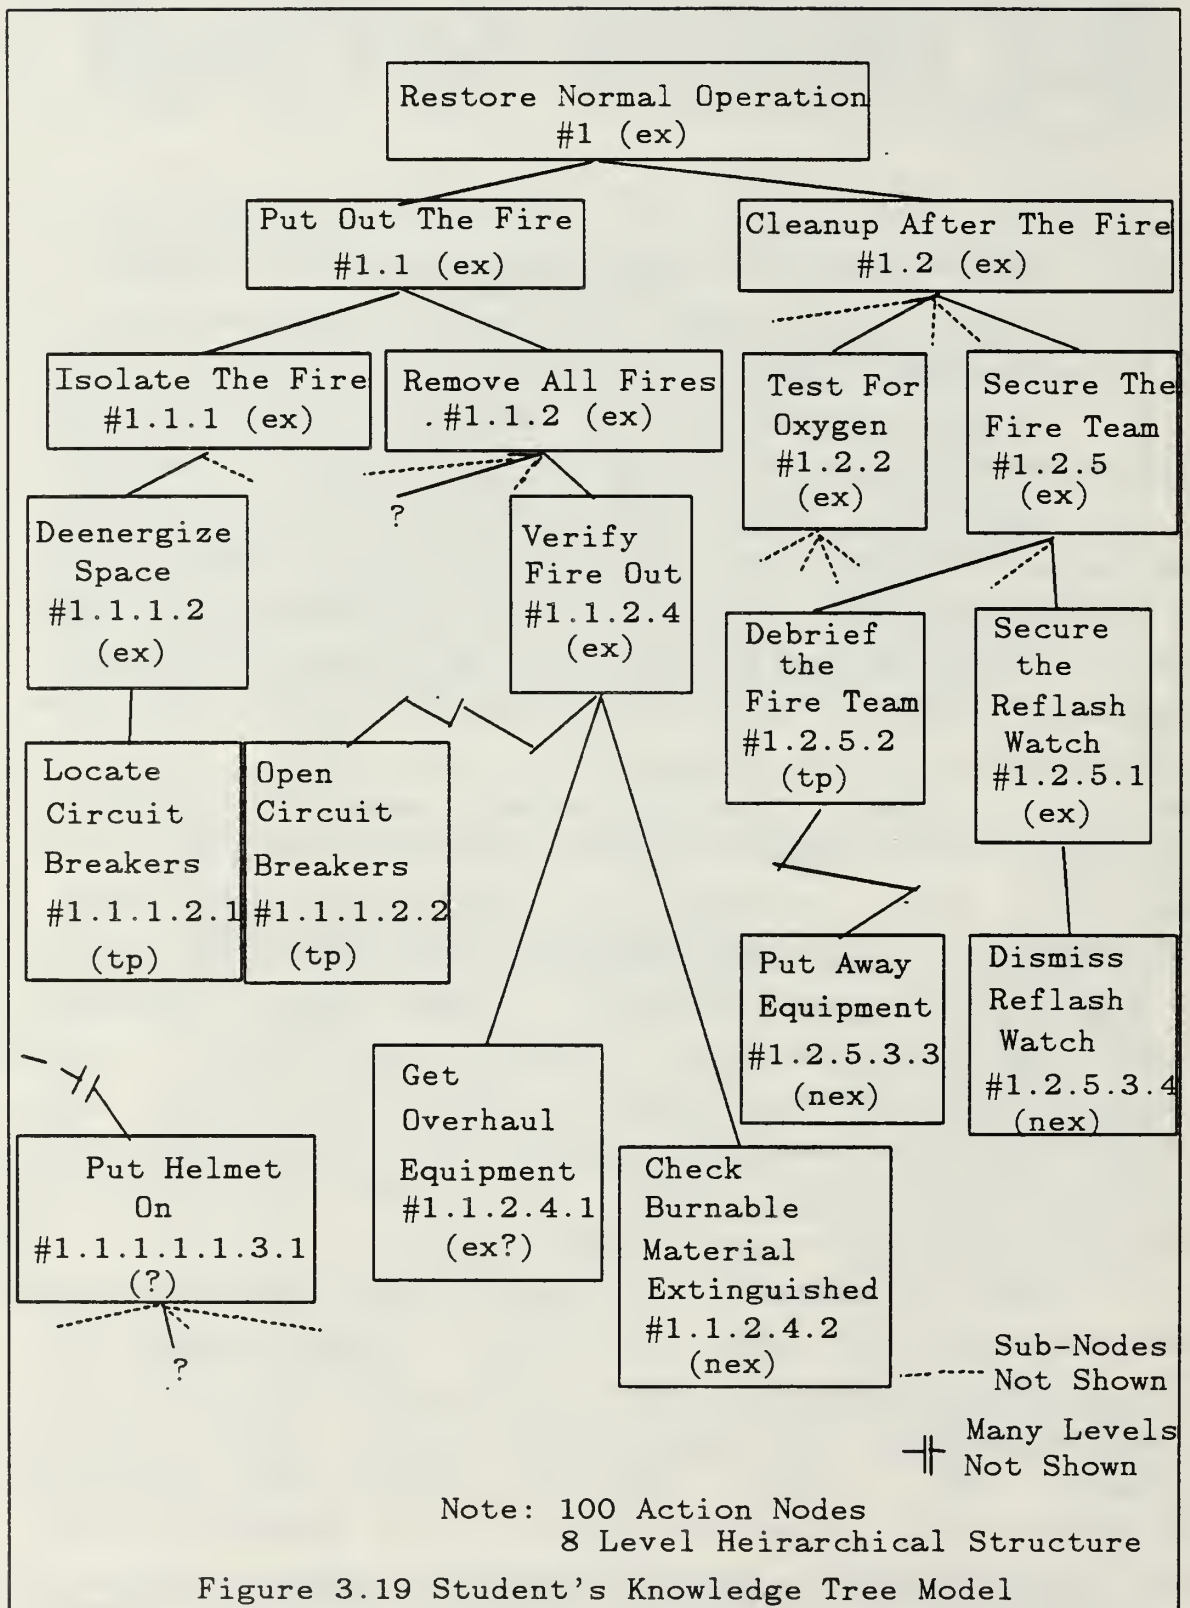 Restore Normal Operation
#1 (ex)
Put Out The Fire
#1.1 (ex)
Cleanup After The Fire
#1.2 (ex)
Isolate The Fire
#1.1.1 (ex)
Remove All Fires
#1.1.2 (ex)
Test For
Oxygen
#1.2.2
(ex)
Secure The
Fire Team
#1.2.5
(ex)
?
Deenergize
Space
#1.1.1.2
(ex)
Verify
Fire Out
#1.1.2.4
(ex)
Debrief
the
Fire Team
#1.2.5.2
(tp)
Secure
the
Reflash
Watch
#1.2.5.1
(ex)
Locate
Circuit
Breakers
#1.1.1.2.1
(tp)
Open
Circuit
Breakers
#1.1.1.2.2
(tp)
Put Away
Equipment
#1.2.5.3.3
(nex)
Dismiss
Reflash
Watch
#1.2.5.3.4
(nex)
Put Helmet
On
#1.1.1.1.1.3.1
(?)
?
Get
Overhaul
Equipment
#1.1.2.4.1
(ex?)
Check
Burnable
Material
Extinguished
#1.1.2.4.2
(nex)
Sub-Nodes
Not Shown
Many Levels
Not Shown
Note: 100 Action Nodes
8 Level Heirarchical Structure
Figure 3.19 Student's Knowledge Tree Model